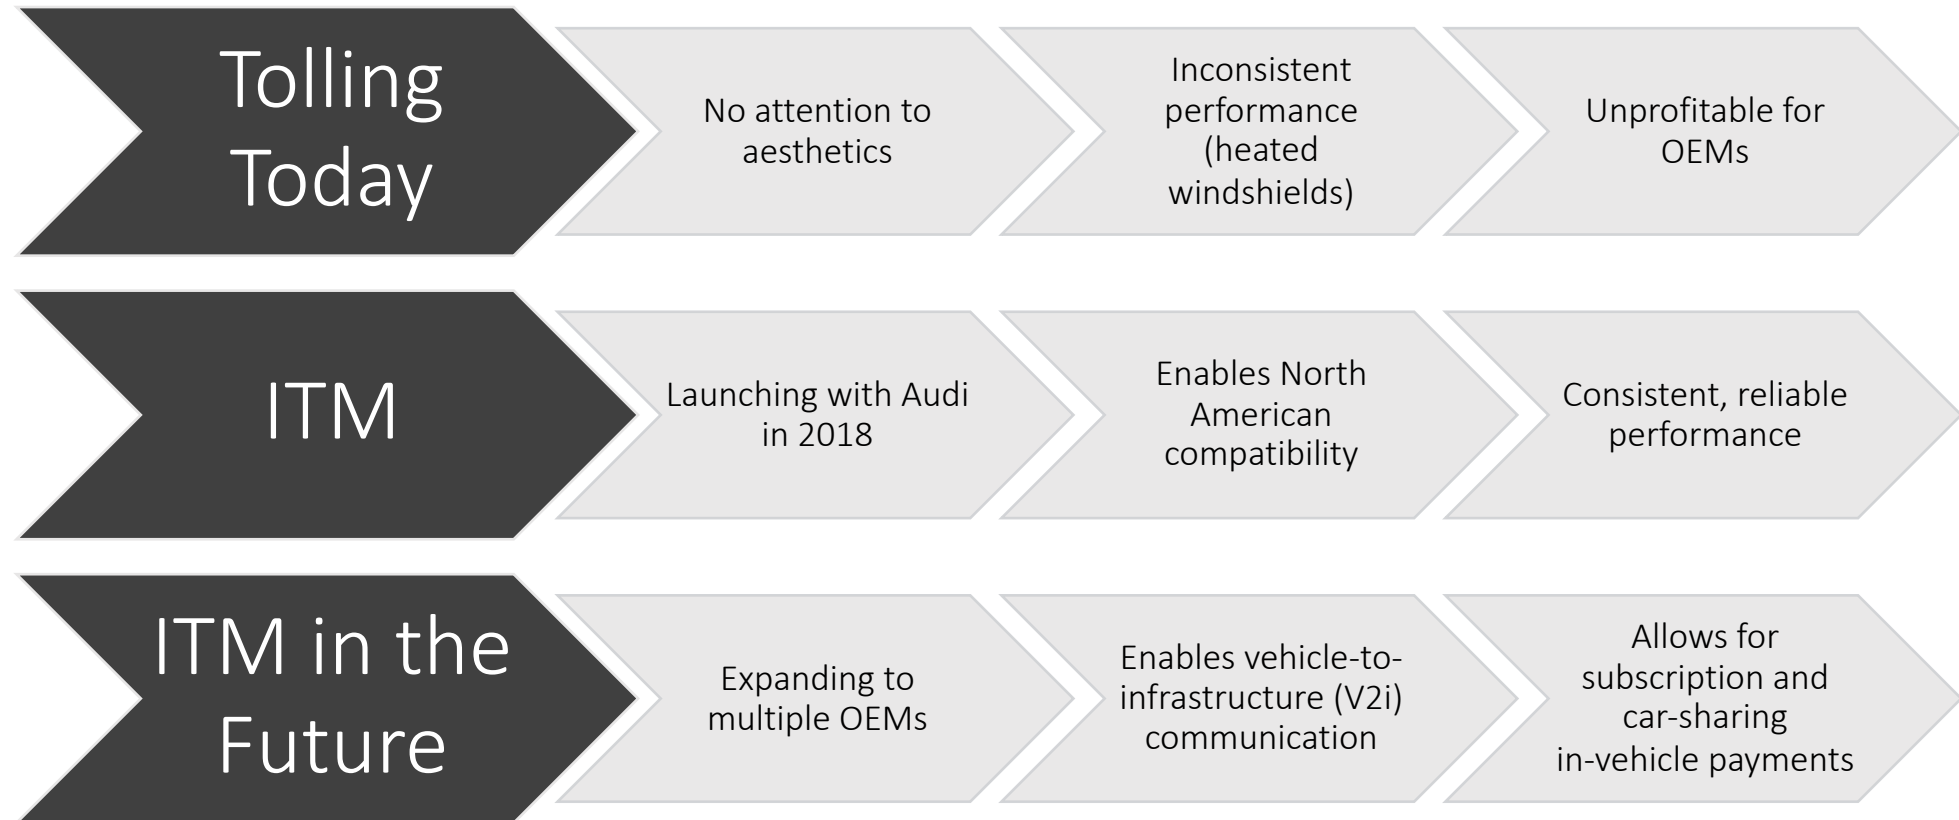 Tolling
Today
No attention to
aesthetics
Inconsistent
performance
(heated
windshields)
Unprofitable for
OEMs
ITM
Launching with Audi
in 2018
Enables North
American
compatibility
Consistent, reliable
performance
ITM in the
Future
Expanding to
multiple OEMs
Enables vehicle-to-
infrastructure (V2i)
communication
Allows for
subscription and
car-sharing
in-vehicle payments